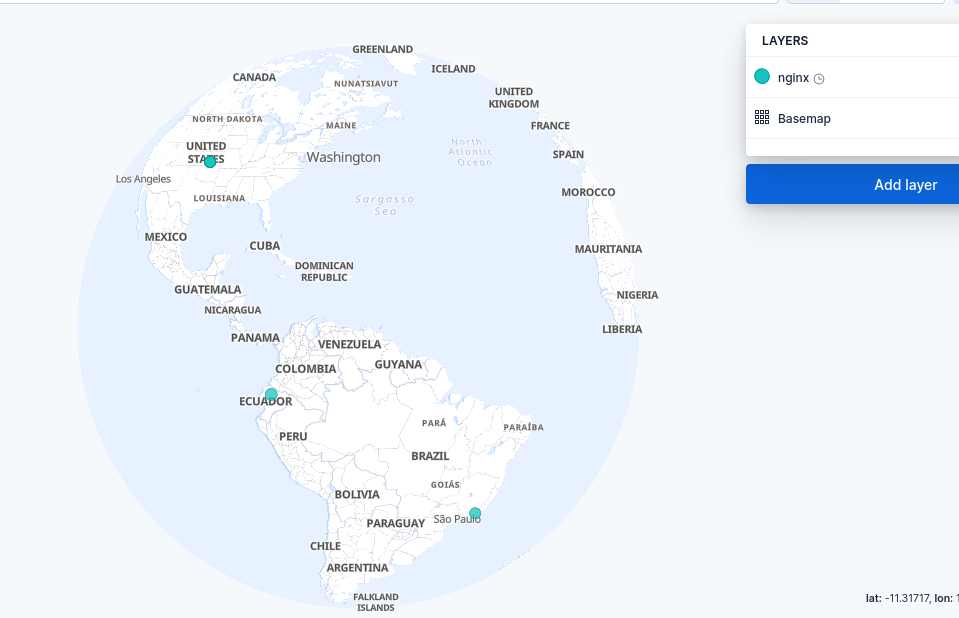 LAYERS
nginx
Basemap
Add layer
GREENLAND
ICELAND
CANADA
NUNATSIAVUT
UNITED
KINGDOM
NORTH DAKOTA
MAINE
FRANCE
UNITED
STATES
Washington
North
Atlantic
Ocean
SPAIN
Los Angeles
LOUISIANA
Sargasso
Sea
MOROCCO
MEXICO
CUBA
MAURITANIA
DOMINICAN
REPUBLIC
GUATEMALA
NIGERIA
NICARAGUA
LIBERIA
PANAMA
VENEZUELA
GUYANA
COLOMBIA
ECUADOR
PARÁ
PARAÍBA
PERU
BRAZIL
GOIÁS
BOLIVIA
São Paulo
PARAGUAY
CHILE
ARGENTINA
FALKLAND
ISLANDS
lat: -11.31717, lon: 1